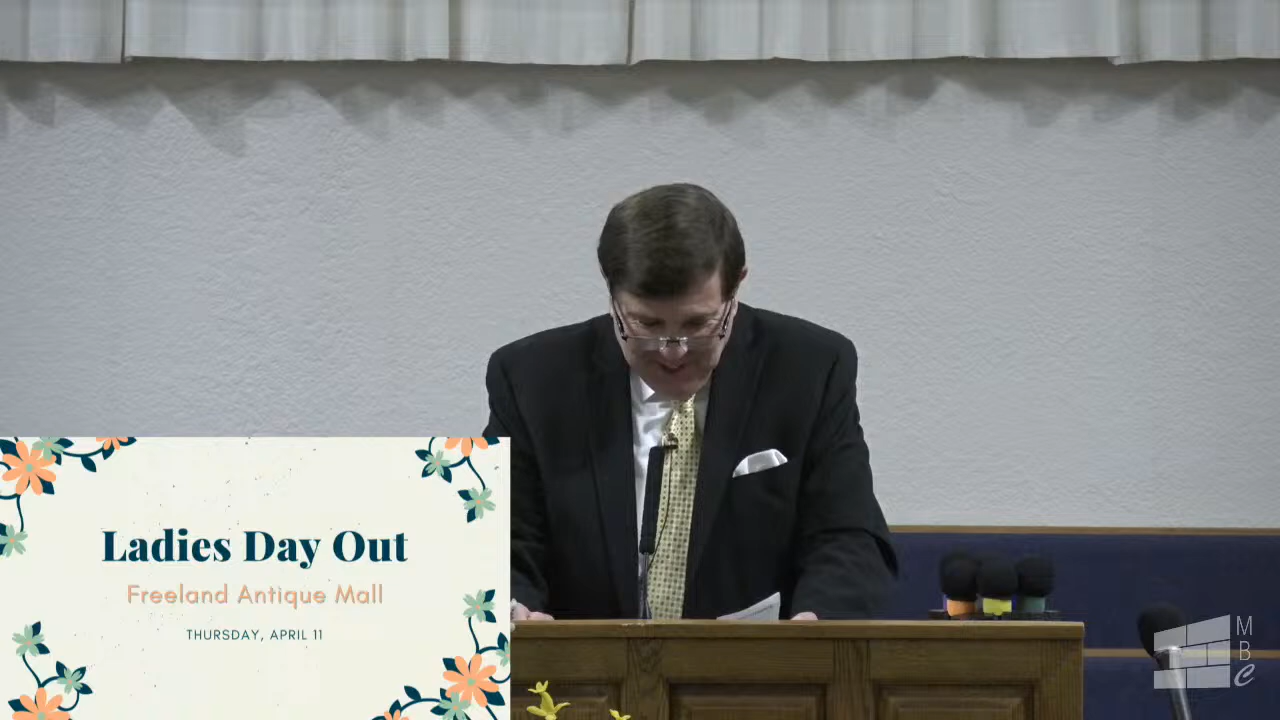 Ladies Day Out
Freeland Antique Mall
THURSDAY, APRIL 11
M
B
C